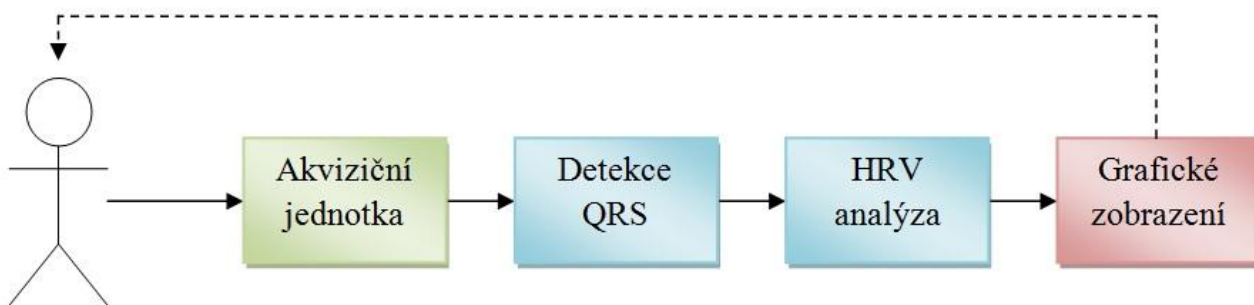 Akviziční
jednotka
Detekce
QRS
HRV
analýza
Grafické
zobrazení